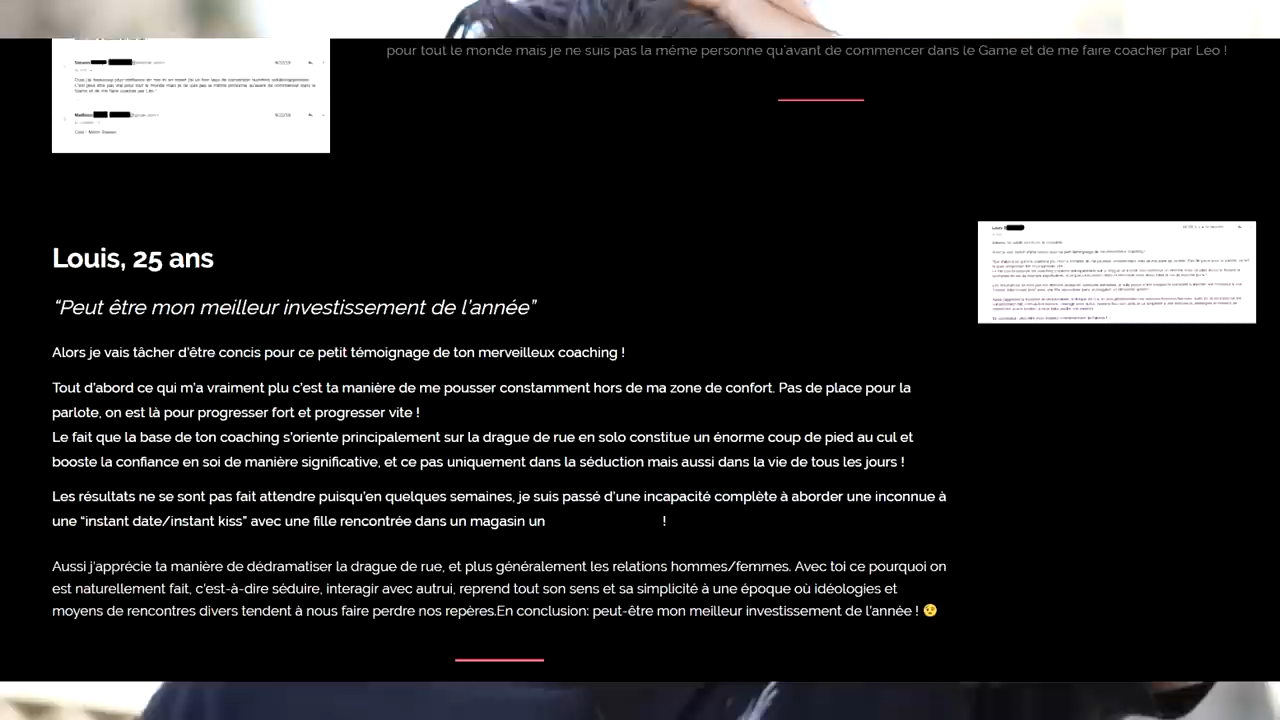 pour tout le monde mais je ne suis pas la même personne qu'avant de commencer dans le Game et de me faire coacher par Léo !
Louis, 25 ans
“Peut être mon meilleur investissement de l'année”
Alors je vais tâcher d'être concis pour ce petit témoignage de ton merveilleux coaching !
Tout d'abord ce qui m'a vraiment plu c'est ta manière de me pousser constamment hors de ma zone de confort. Pas de place pour la
parlote, on est là pour progresser fort et progresser vite !
Le fait que la base de ton coaching s'oriente principalement sur la drague de rue en solo constitue un énorme coup de pied au cul et
booste la confiance en soi de manière significative, et ce pas uniquement dans la séduction mais aussi dans la vie de tous les jours !
Les résultats ne se sont pas fait attendre puisqu'en quelques semaines, je suis passé d'une incapacité complète à aborder une inconnue à
une “instant date/instant kiss” avec une fille rencontrée dans un magasin un !
Aussi j'apprécie ta manière de dédramatiser la drague de rue, et plus généralement les relations hommes/femmes. Avec toi ce pourquoi on
est naturellement fait, c'est-à-dire séduire, interagir avec autrui, reprend tout son sens et sa simplicité à une époque où idéologies et
moyens de rencontres divers tendent à nous faire perdre nos repères.En conclusion: peut-être mon meilleur investissement de l'année ! 😟